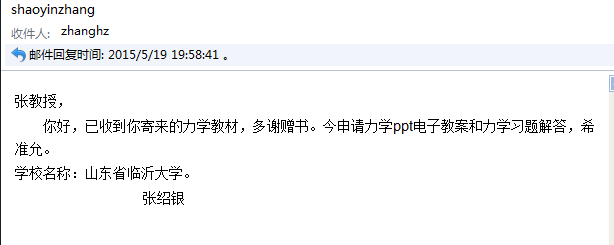 shaoyinzhang
收件人: zhanghz
邮件回复时间: 2015/5/19 19:58:41 。
张教授，
你好，已收到你寄来的力学教材，多谢赠书。今申请力学ppt电子教案和力学习题解答，希
准允。
学校名称：山东省临沂大学。
张绍银